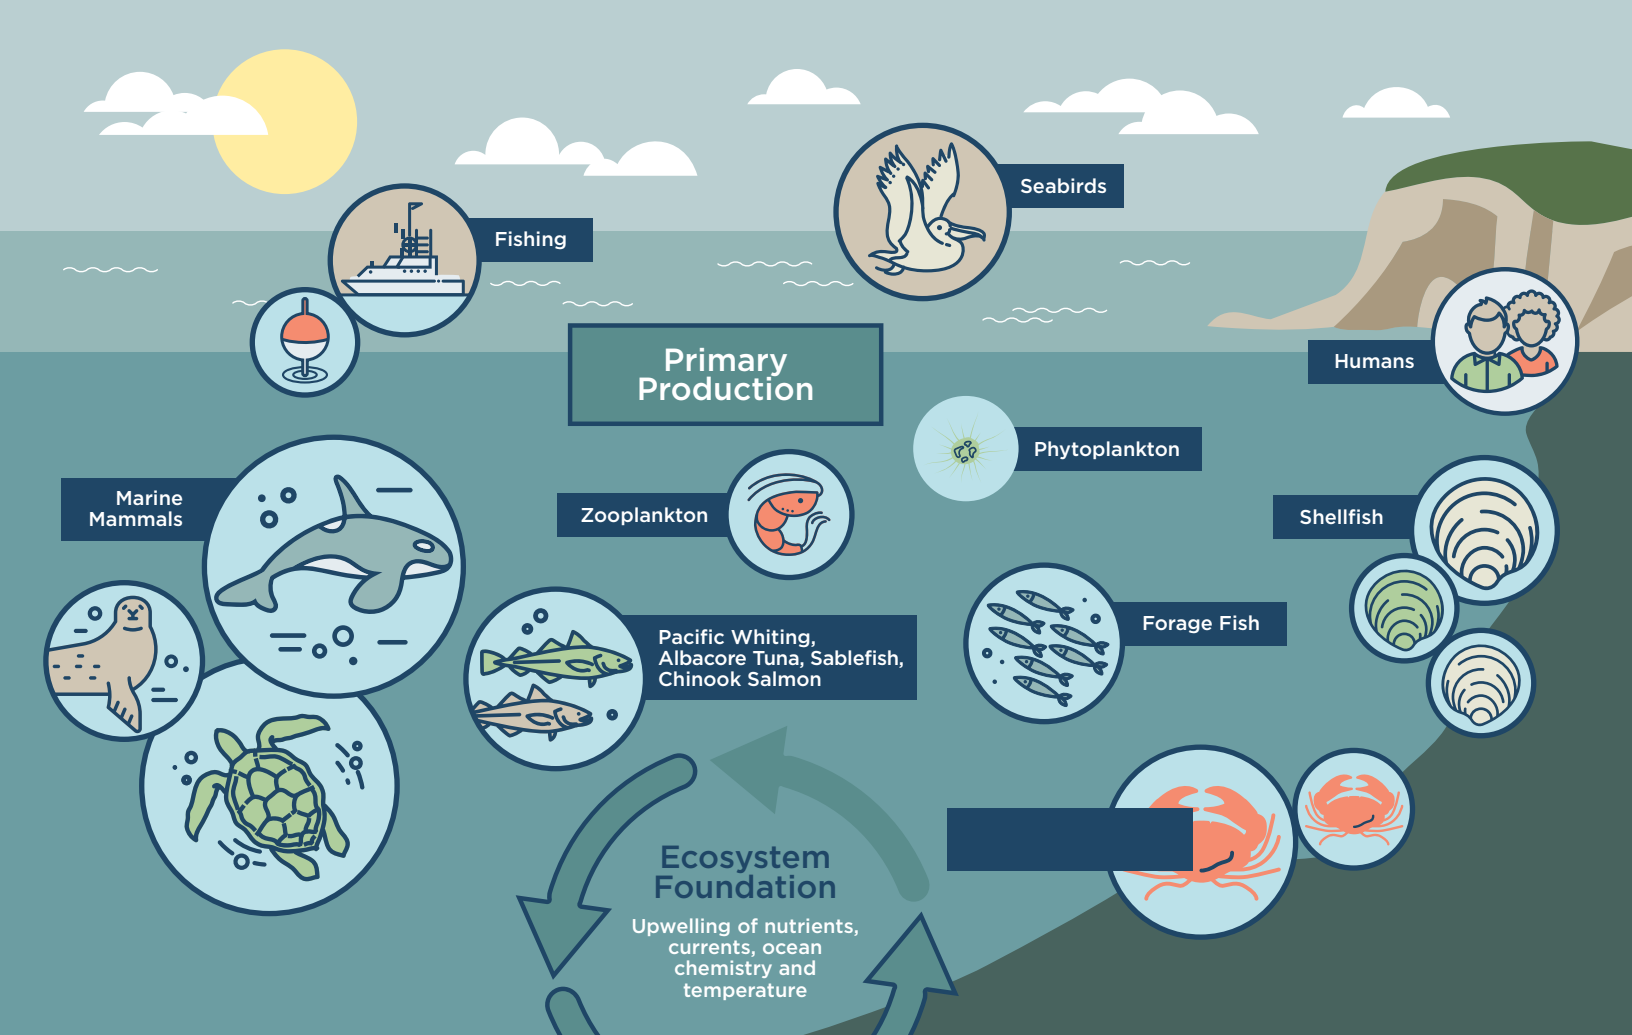 Seabirds
Fishing
Primary
Production
Humans
Phytoplankton
Marine
Mammals
Zooplankton
Shellfish
Pacific Whiting,
Albacore Tuna, Sablefish,
Chinook Salmon
Forage Fish
Ecosystem
Foundation
Upwelling of nutrients,
currents, ocean
chemistry and
temperature